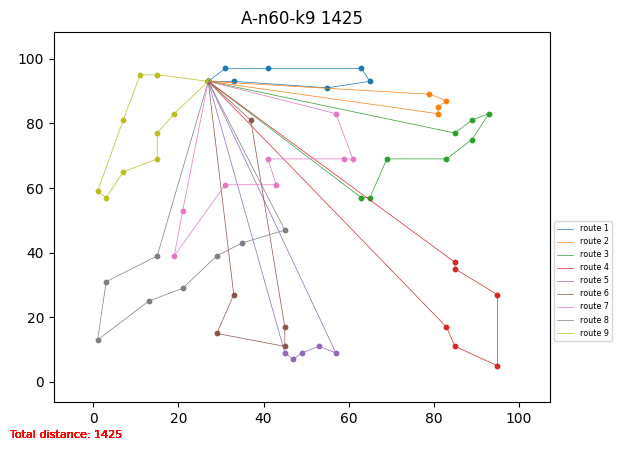 A-n60-k9 1425
100
80
60
40
20
0
0 20 40 60 80 100
route 1
route 2
route 3
route 4
route 5
route 6
route 7
route 8
route 9
Total distance: 1425